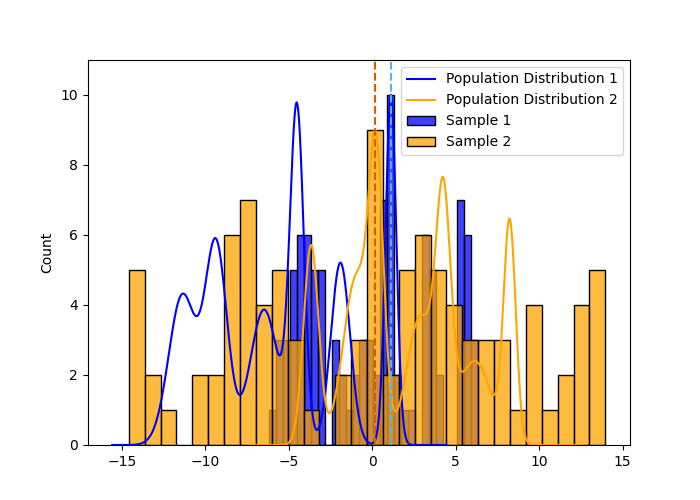 Population Distribution 1
Population Distribution 2
Sample 1
Sample 2
Count
10
8
6
4
2
0
−15
−10
−5
0
5
10
15